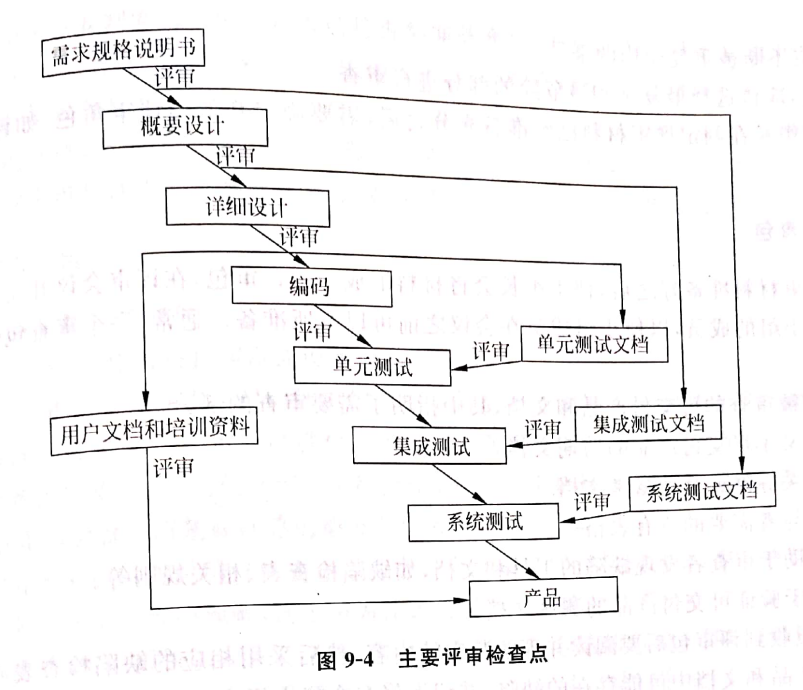 需求规格说明书
评审
概要设计
评审
详细设计
评审
编码
评审
单元测试文档
评审
单元测试
用户文档和培训资料
评审
集成测试文档
评审
集成测试
评审
系统测试文档
系统测试
产品
图 9-4 主要评审检查点